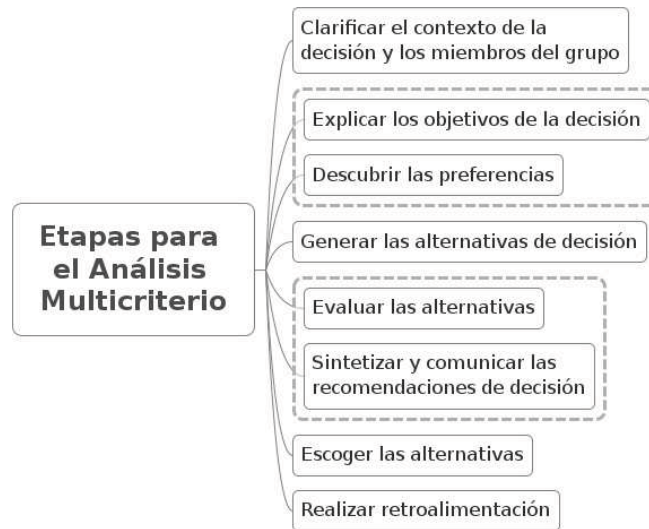 Etapas para
el Análisis
Multicriterio
Clarificar el contexto de la
decisión y los miembros del grupo
Explicar los objetivos de la decisión
Descubrir las preferencias
Generar las alternativas de decisión
Evaluar las alternativas
Sintetizar y comunicar las
recomendaciones de decisión
Escoger las alternativas
Realizar retroalimentación